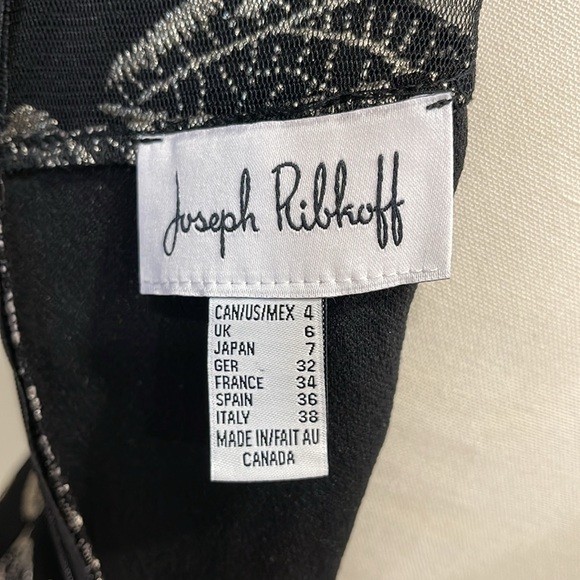 Joseph Ribkoff
CAN/US/MEX 4
UK 6
JAPAN 7
GER 32
FRANCE 34
SPAIN 36
ITALY 38
MADE IN/FAIT AU
CANADA